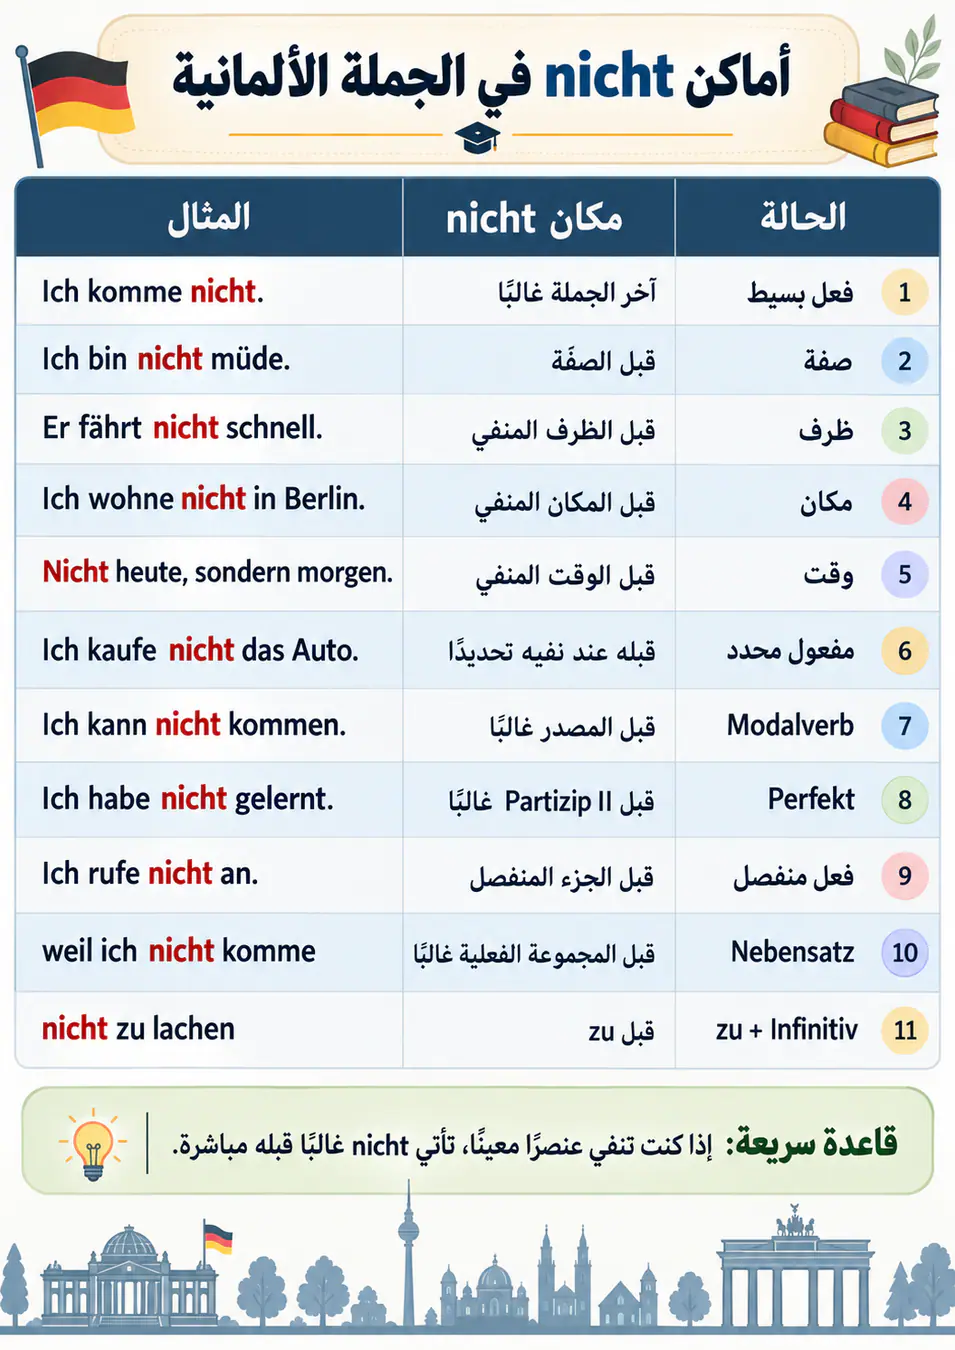 أماكن nicht في الجملة الألمانية
الحالة	مكان nicht	المثال
1 فعل بسيط	آخر الجملة غالبًا	Ich komme nicht.
2 صفة	قبل الصفَة	Ich bin nicht müde.
3 ظرف	قبل الظرف المنفي	Er fährt nicht schnell.
4 مكان	قبل المكان المنفي	Ich wohne nicht in Berlin.
5 وقت	قبل الوقت المنفي	Nicht heute, sondern morgen.
6 مفعول محدد	قبله عند نفيه تحديدًا	Ich kaufe nicht das Auto.
7 Modalverb	قبل المصدر غالبًا	Ich kann nicht kommen.
8 Perfekt	قبل Partizip II غالبًا	Ich habe nicht gelernt.
9 فعل منفصل	قبل الجزء المنفصل	Ich rufe nicht an.
10 Nebensatz	قبل المجموعة الفعلية غالبًا	weil ich nicht komme
11 zu + Infinitiv	قبل zu	nicht zu lachen
قاعدة سريعة: إذا كنت تنفي عنصرًا معينًا، تأتي nicht غالبًا قبله مباشرة.